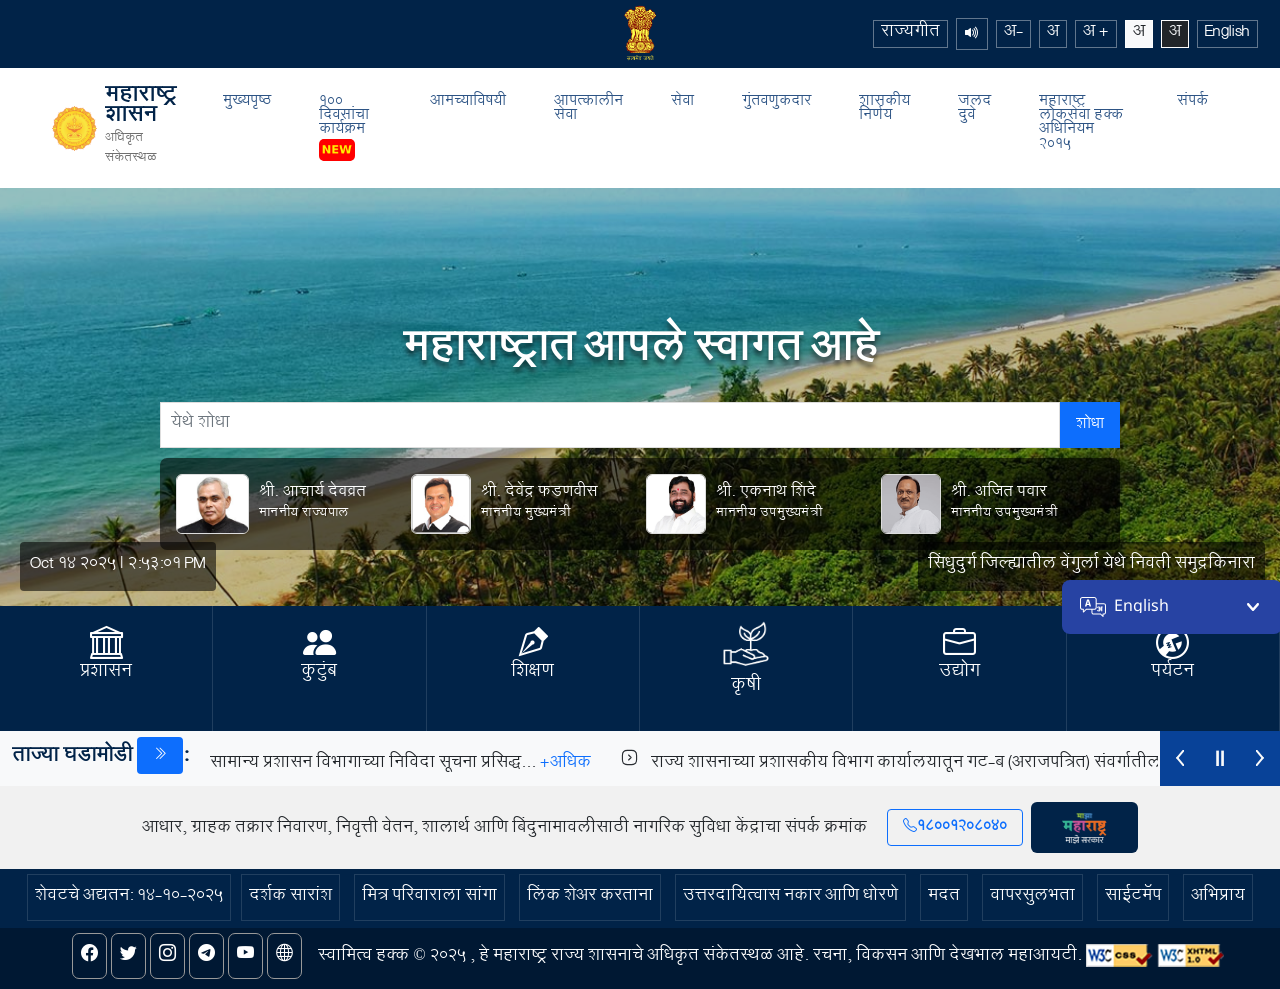 सत्यमेव जयते
राज्यगीत
अ-
अ
अ +
अ
अ
English
महाराष्ट्र
शासन
अधिकृत
संकेतस्थळ
मुख्यपृष्ठ
१००
दिवसांचा
कार्यक्रम
NEW
आमच्याविषयी
आपत्कालीन
सेवा
सेवा
गुंतवणुकदार
शासकीय
निर्णय
जलद
दुवे
महाराष्ट्र
लोकसेवा हक्क
अधिनियम
२०१५
संपर्क
महाराष्ट्रात आपले स्वागत आहे
येथे शोधा
शोधा
श्री. आचार्य देवव्रत
माननीय राज्यपाल
श्री. देवेंद्र फडणवीस
माननीय मुख्यमंत्री
श्री. एकनाथ शिंदे
माननीय उपमुख्यमंत्री
श्री. अजित पवार
माननीय उपमुख्यमंत्री
Oct १४ २०२५ | २:५३:०१ PM
सिंधुदुर्ग जिल्ह्यातील वेंगुर्ला येथे निवती समुद्रकिनारा
English
प्रशासन
कुटुंब
शिक्षण
कृषी
उद्योग
पर्यटन
ताज्या घडामोडी :
सामान्य प्रशासन विभागाच्या निविदा सूचना प्रसिद्ध... +अधिक
राज्य शासनाच्या प्रशासकीय विभाग कार्यालयातून गट-ब (अराजपत्रित) संवर्गातील
आधार, ग्राहक तक्रार निवारण, निवृत्ती वेतन, शालार्थ आणि बिंदुनामावलीसाठी नागरिक सुविधा केंद्राचा संपर्क क्रमांक
१८००१२०८०४०
माझा
महाराष्ट्र
माझे सरकार
शेवटचे अद्यतन: १४-१०-२०२५
दर्शक सारांश
मित्र परिवाराला सांगा
लिंक शेअर करताना
उत्तरदायित्वास नकार आणि धोरणे
मदत
वापरसुलभता
साईटमॅप
अभिप्राय
स्वामित्व हक्क © २०२५ , हे महाराष्ट्र राज्य शासनाचे अधिकृत संकेतस्थळ आहे. रचना, विकसन आणि देखभाल महाआयटी.
W3C CSS
W3C XHTML 1.0